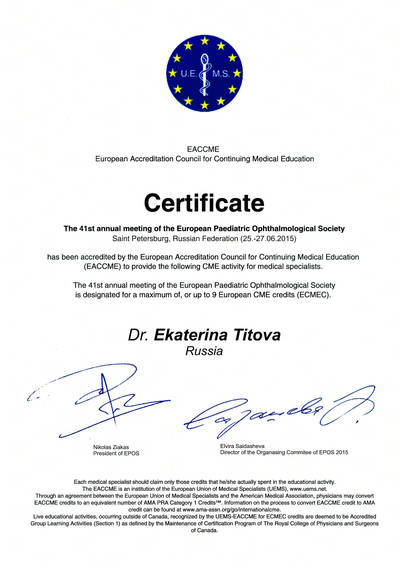 U.E. M.S.
EACCME
European Accreditation Council for Continuing Medical Education
Certificate
The 41st annual meeting of the European Paediatric Ophthalmological Society
Saint Petersburg, Russian Federation (25.-27.06.2015)
has been accredited by the European Accreditation Council for Continuing Medical Education
(EACCME) to provide the following CME activity for medical specialists.
The 41st annual meeting of the European Paediatric Ophthalmological Society
is designated for a maximum of, or up to 9 European CME credits (ECMEC).
Dr. Ekaterina Titova
Russia
Nikolas Ziakas
President of EPOS
Elvira Saidasheva
Director of the Organasing Commitee of EPOS 2015
Each medical specialist should claim only those credits that he/she actually spent in the educational activity.
The EACCME is an institution of the European Union of Medical Specialists (UEMS), www.uems.net.
Through an agreement between the European Union of Medical Specialists and the American Medical Association, physicians may convert
EACCME credits to an equivalent number of AMA PRA Category 1 Credits™. Information on the process to convert EACCME credit to AMA
credit can be found at www.ama-assn.org/go/internationalcme.
Live educational activities, occurring outside of Canada, recognized by the UEMS-EACCME for ECMEC credits are deemed to be Accredited
Group Learning Activities (Section 1) as defined by the Maintenance of Certification Program of The Royal College of Physicians and Surgeons
of Canada.